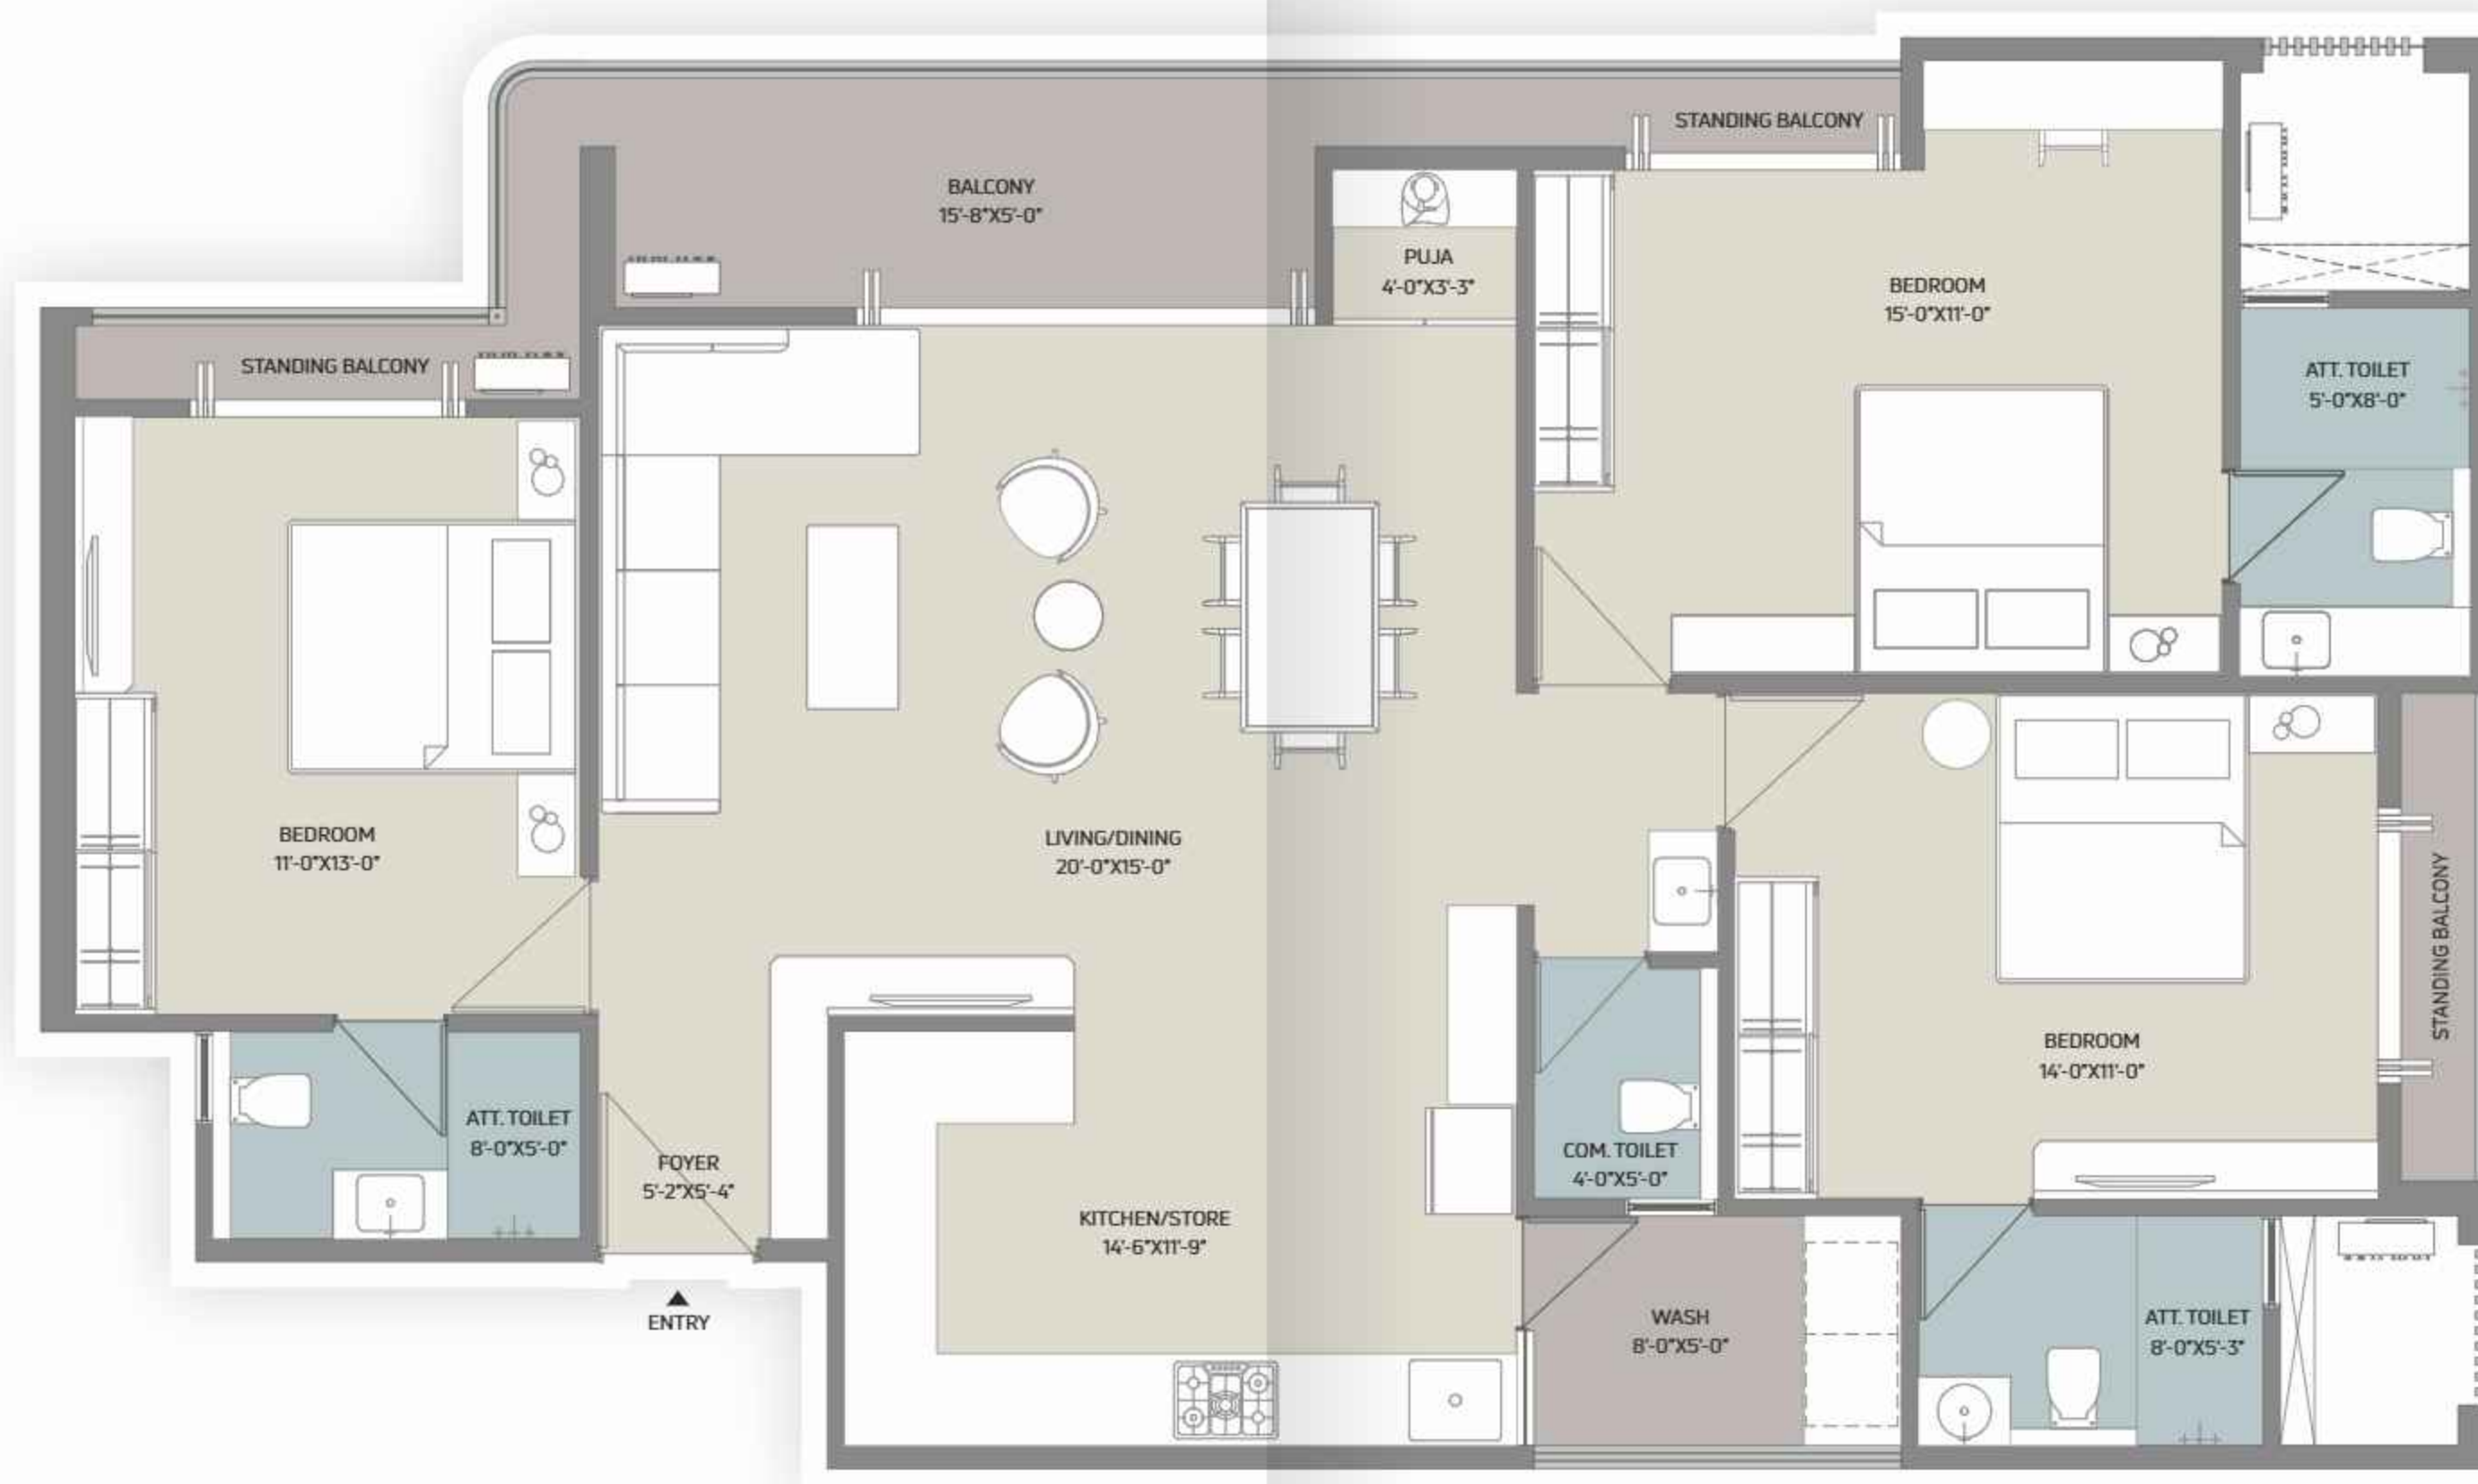 STANDING BALCONY
BALCONY
15'-8"X5'-0"
PUJA
4'-0"X3'-3"
BEDROOM
15'-0"X11'-0"
ATT. TOILET
5'-0"X8'-0"
STANDING BALCONY
BEDROOM
11'-0"X13'-0"
LIVING/DINING
20'-0"X15'-0"
STANDING BALCONY
BEDROOM
14'-0"X11'-0"
ATT. TOILET
8'-0"X5'-0"
FOYER
5'-2"X5'-4"
COM. TOILET
4'-0"X5'-0"
KITCHEN/STORE
14'-6"X11'-9"
WASH
8'-0"X5'-0"
ATT. TOILET
8'-0"X5'-3"
ENTRY